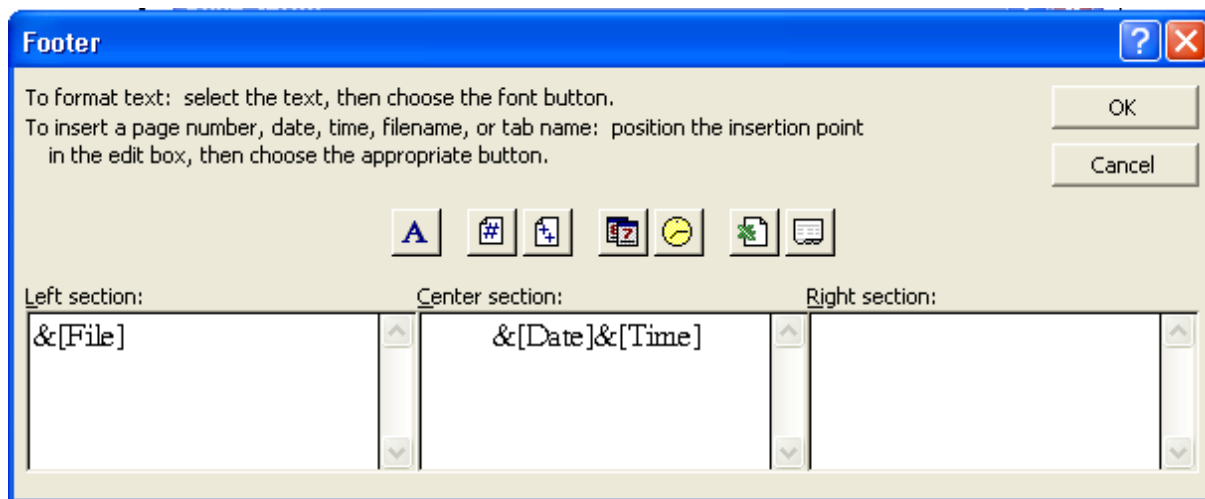 Footer
To format text:  select the text, then choose the font button.
To insert a page number, date, time, filename, or tab name:  position the insertion point
in the edit box, then choose the appropriate button.
OK
Cancel
A
Left section:
Center section:
Right section:
&[File]
&[Date]&[Time]